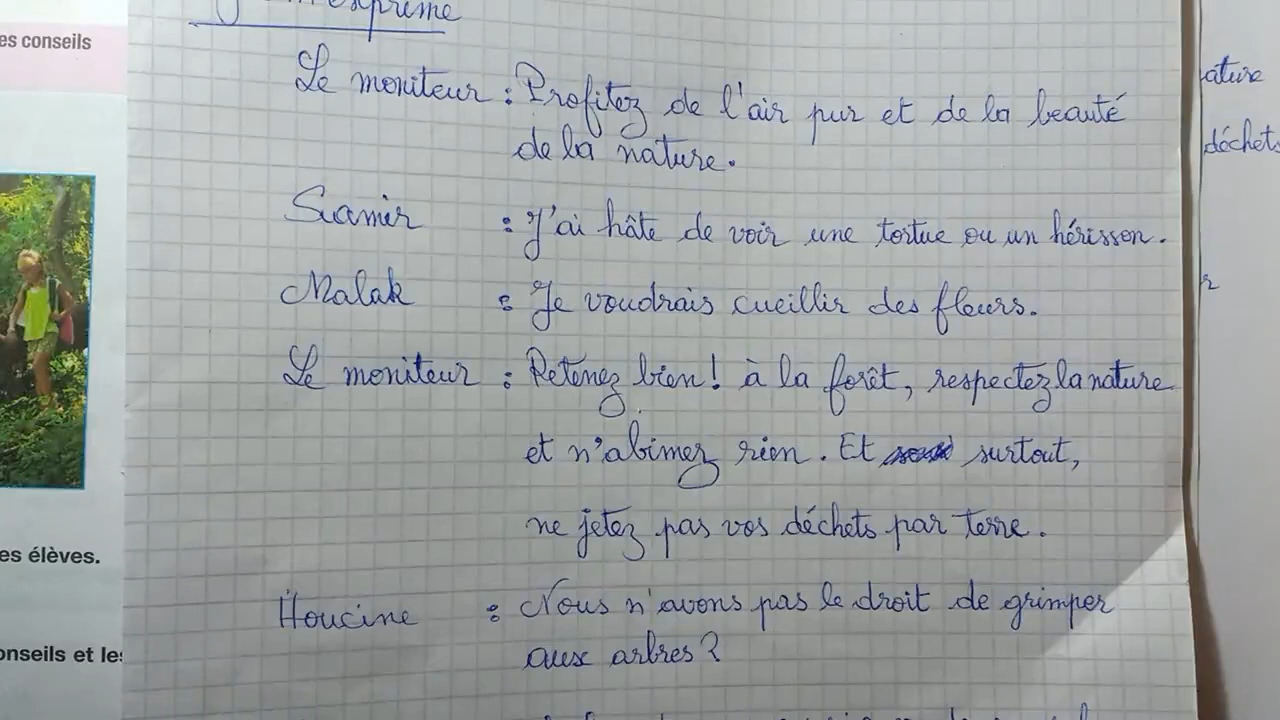 es conseils
exprime
Le moniteur : Profitez de l'air pur et de la beauté
de la nature.
Samir : J'ai hâte de voir une tortue ou un hérisson.
Malak : Je voudrais cueillir des fleurs.
Le moniteur : Retenez bien! à la forêt, respectez la nature
et n'abimez rien. Et surtout,
ne jetez pas vos déchets par terre.
Houcine : Nous n'avons pas le droit de grimper
aux arbres?
es élèves.
onseils et les
ature
déchets
r